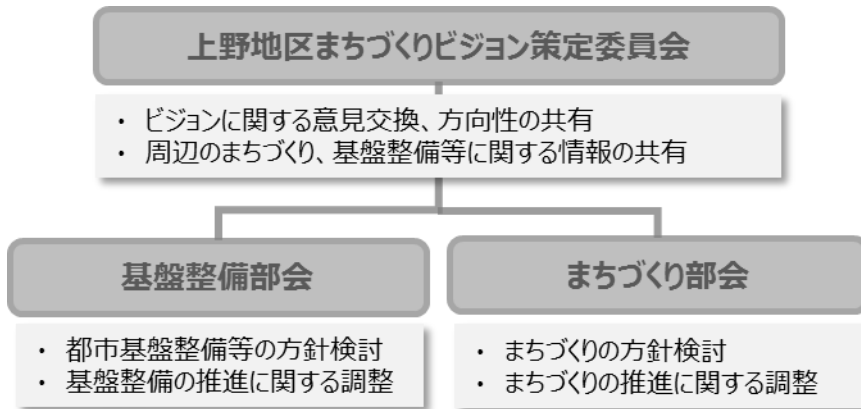 上野地区まちづくりビジョン策定委員会
・ ビジョンに関する意見交換、方向性の共有
・ 周辺のまちづくり、基盤整備等に関する情報の共有
基盤整備部会
・ 都市基盤整備等の方針検討
・ 基盤整備の推進に関する調整
まちづくり部会
・ まちづくりの方針検討
・ まちづくりの推進に関する調整